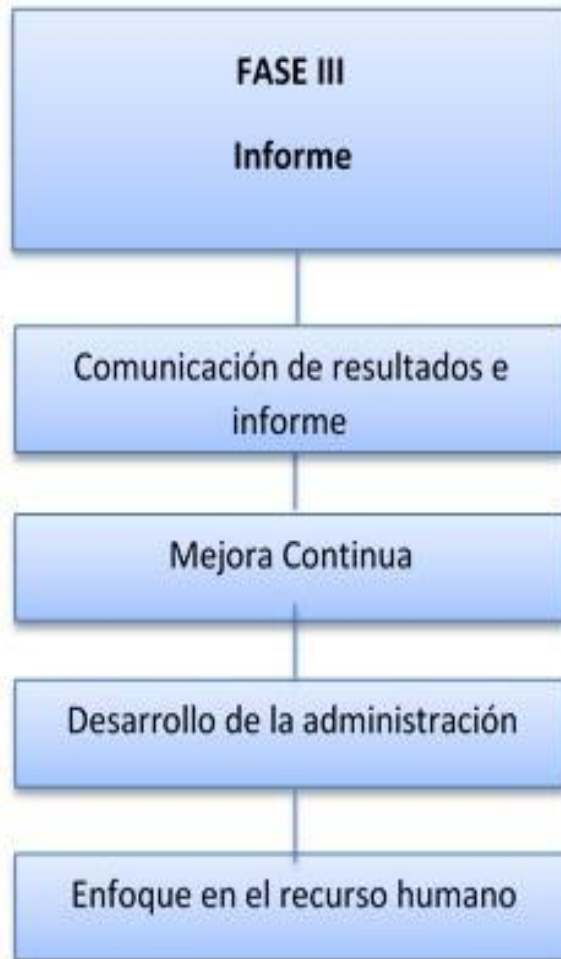 FASE III
Informe
Comunicación de resultados e
informe
Mejora Continua
Desarrollo de la administración
Enfoque en el recurso humano